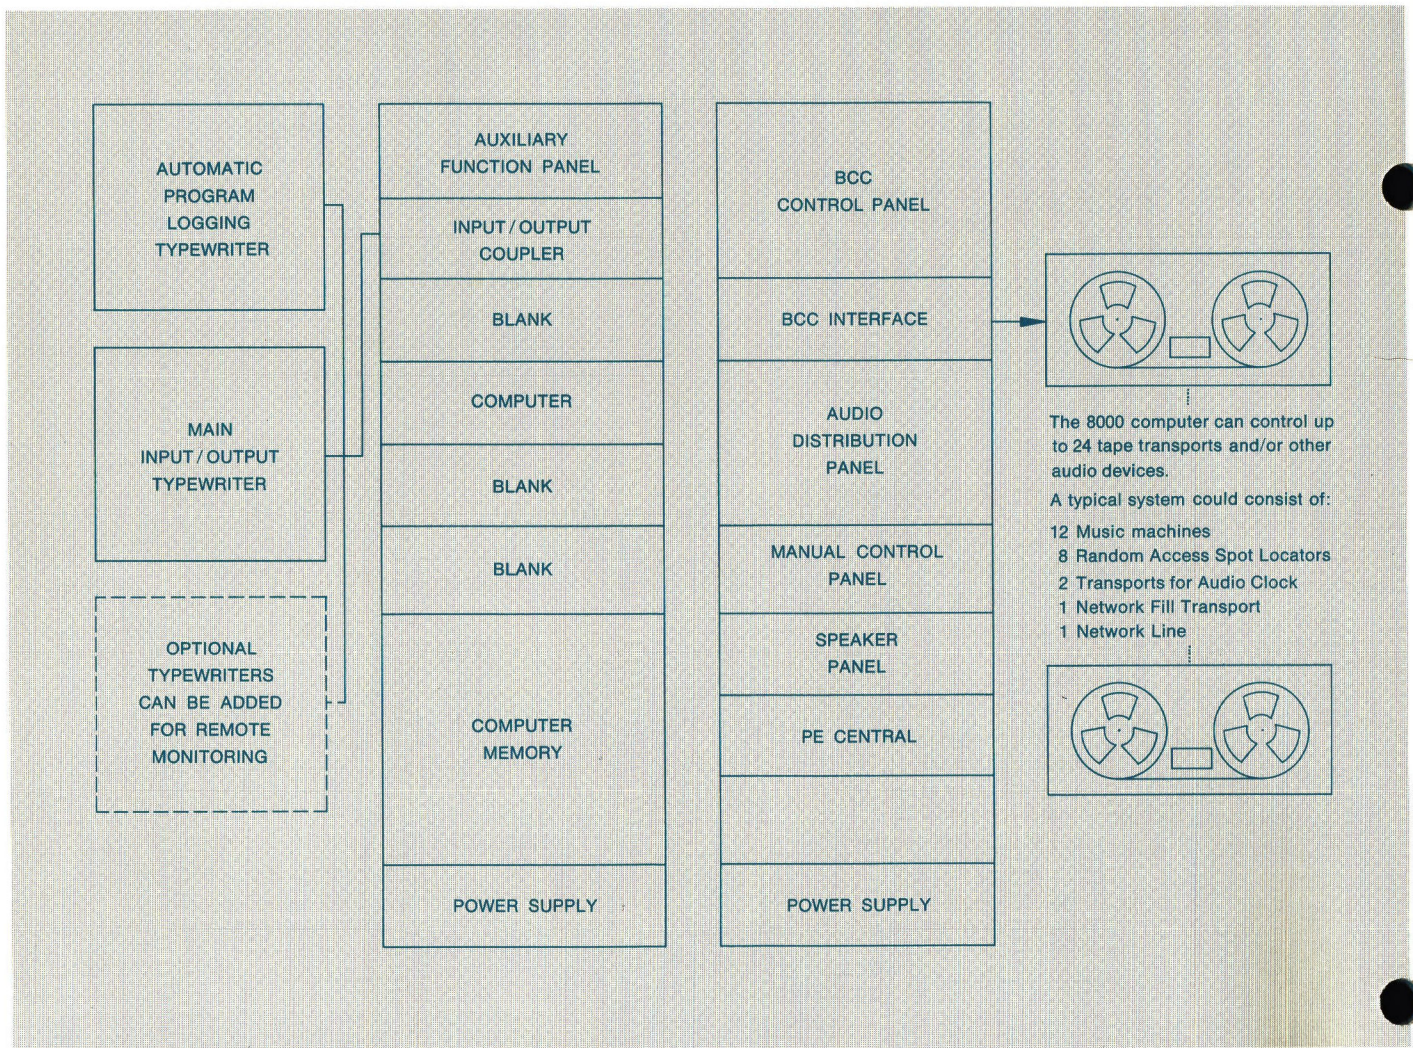 AUTOMATIC
PROGRAM
LOGGING
TYPEWRITER
MAIN
INPUT/OUTPUT
TYPEWRITER
OPTIONAL
TYPEWRITERS
CAN BE ADDED
FOR REMOTE
MONITORING
AUXILIARY
FUNCTION PANEL
INPUT/OUTPUT
COUPLER
BLANK
COMPUTER
BLANK
BLANK
COMPUTER
MEMORY
POWER SUPPLY
BCC
CONTROL PANEL
BCC INTERFACE
AUDIO
DISTRIBUTION
PANEL
MANUAL CONTROL
PANEL
SPEAKER
PANEL
PE CENTRAL
POWER SUPPLY
The 8000 computer can control up
to 24 tape transports and/or other
audio devices.
A typical system could consist of:
12 Music machines
8 Random Access Spot Locators
2 Transports for Audio Clock
1 Network Fill Transport
1 Network Line